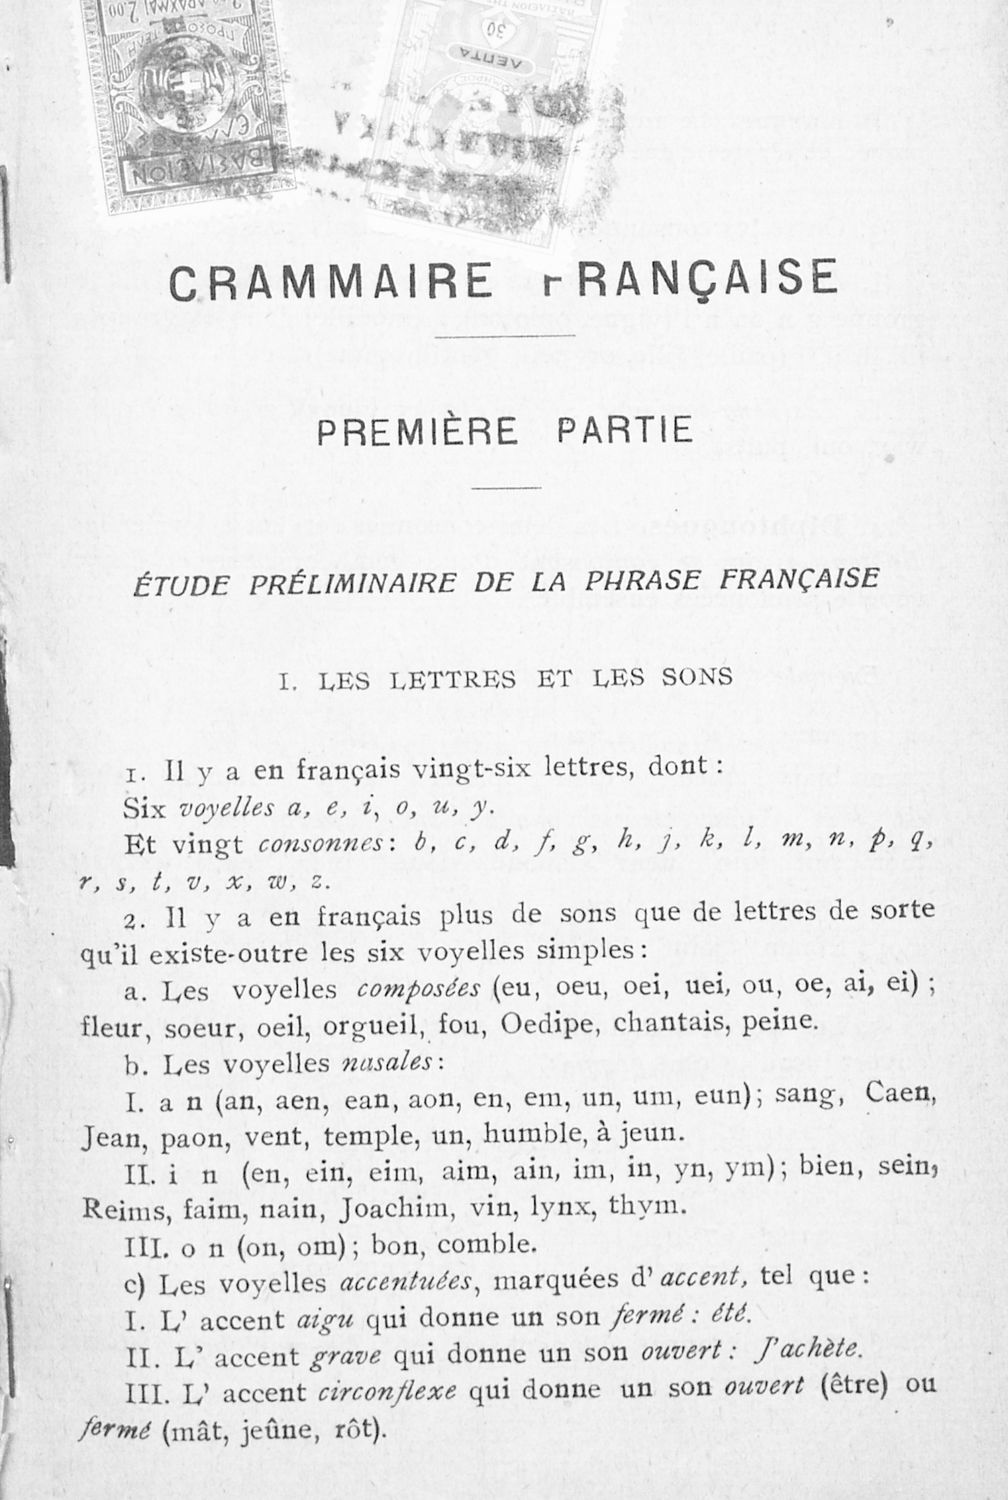 2.00
ΕΛΛΑΣ
ΒΑΣΙΛΕΙΟΝ
30
ΛΕΠΤΑ
CRAMMAIRE FRANÇAISE
PREMIÈRE PARTIE
ÉTUDE PRÉLIMINAIRE DE LA PHRASE FRANÇAISE
I. LES LETTRES ET LES SONS
1. Il y a en français vingt-six lettres, dont :
Six voyelles a, e, i, o, u, y.
Et vingt consonnes: b, c, d, f, g, h, j, k, l, m, n, p, q,
r, s, t, v, x, w, z.
2. Il y a en français plus de sons que de lettres de sorte
qu'il existe-outre les six voyelles simples :
a. Les voyelles composées (eu, oeu, oei, uei, ou, oe, ai, ei) ;
fleur, soeur, oeil, orgueil, fou, Oedipe, chantais, peine.
b. Les voyelles nasales :
I. a n (an, aen, ean, aon, en, em, un, um, eun); sang, Caen,
Jean, paon, vent, temple, un, humble, à jeun.
II. i n (en, ein, eim, aim, ain, im, in, yn, ym); bien, sein,
Reims, faim, nain, Joachim, vin, lynx, thym.
III. o n (on, om); bon, comble.
c) Les voyelles accentuées, marquées d' accent, tel que :
I. L' accent aigu qui donne un son fermé : été.
II. L' accent grave qui donne un son ouvert : J'achète.
III. L' accent circonflexe qui donne un son ouvert (être) ou
fermé (mât, jeûne, rôt).